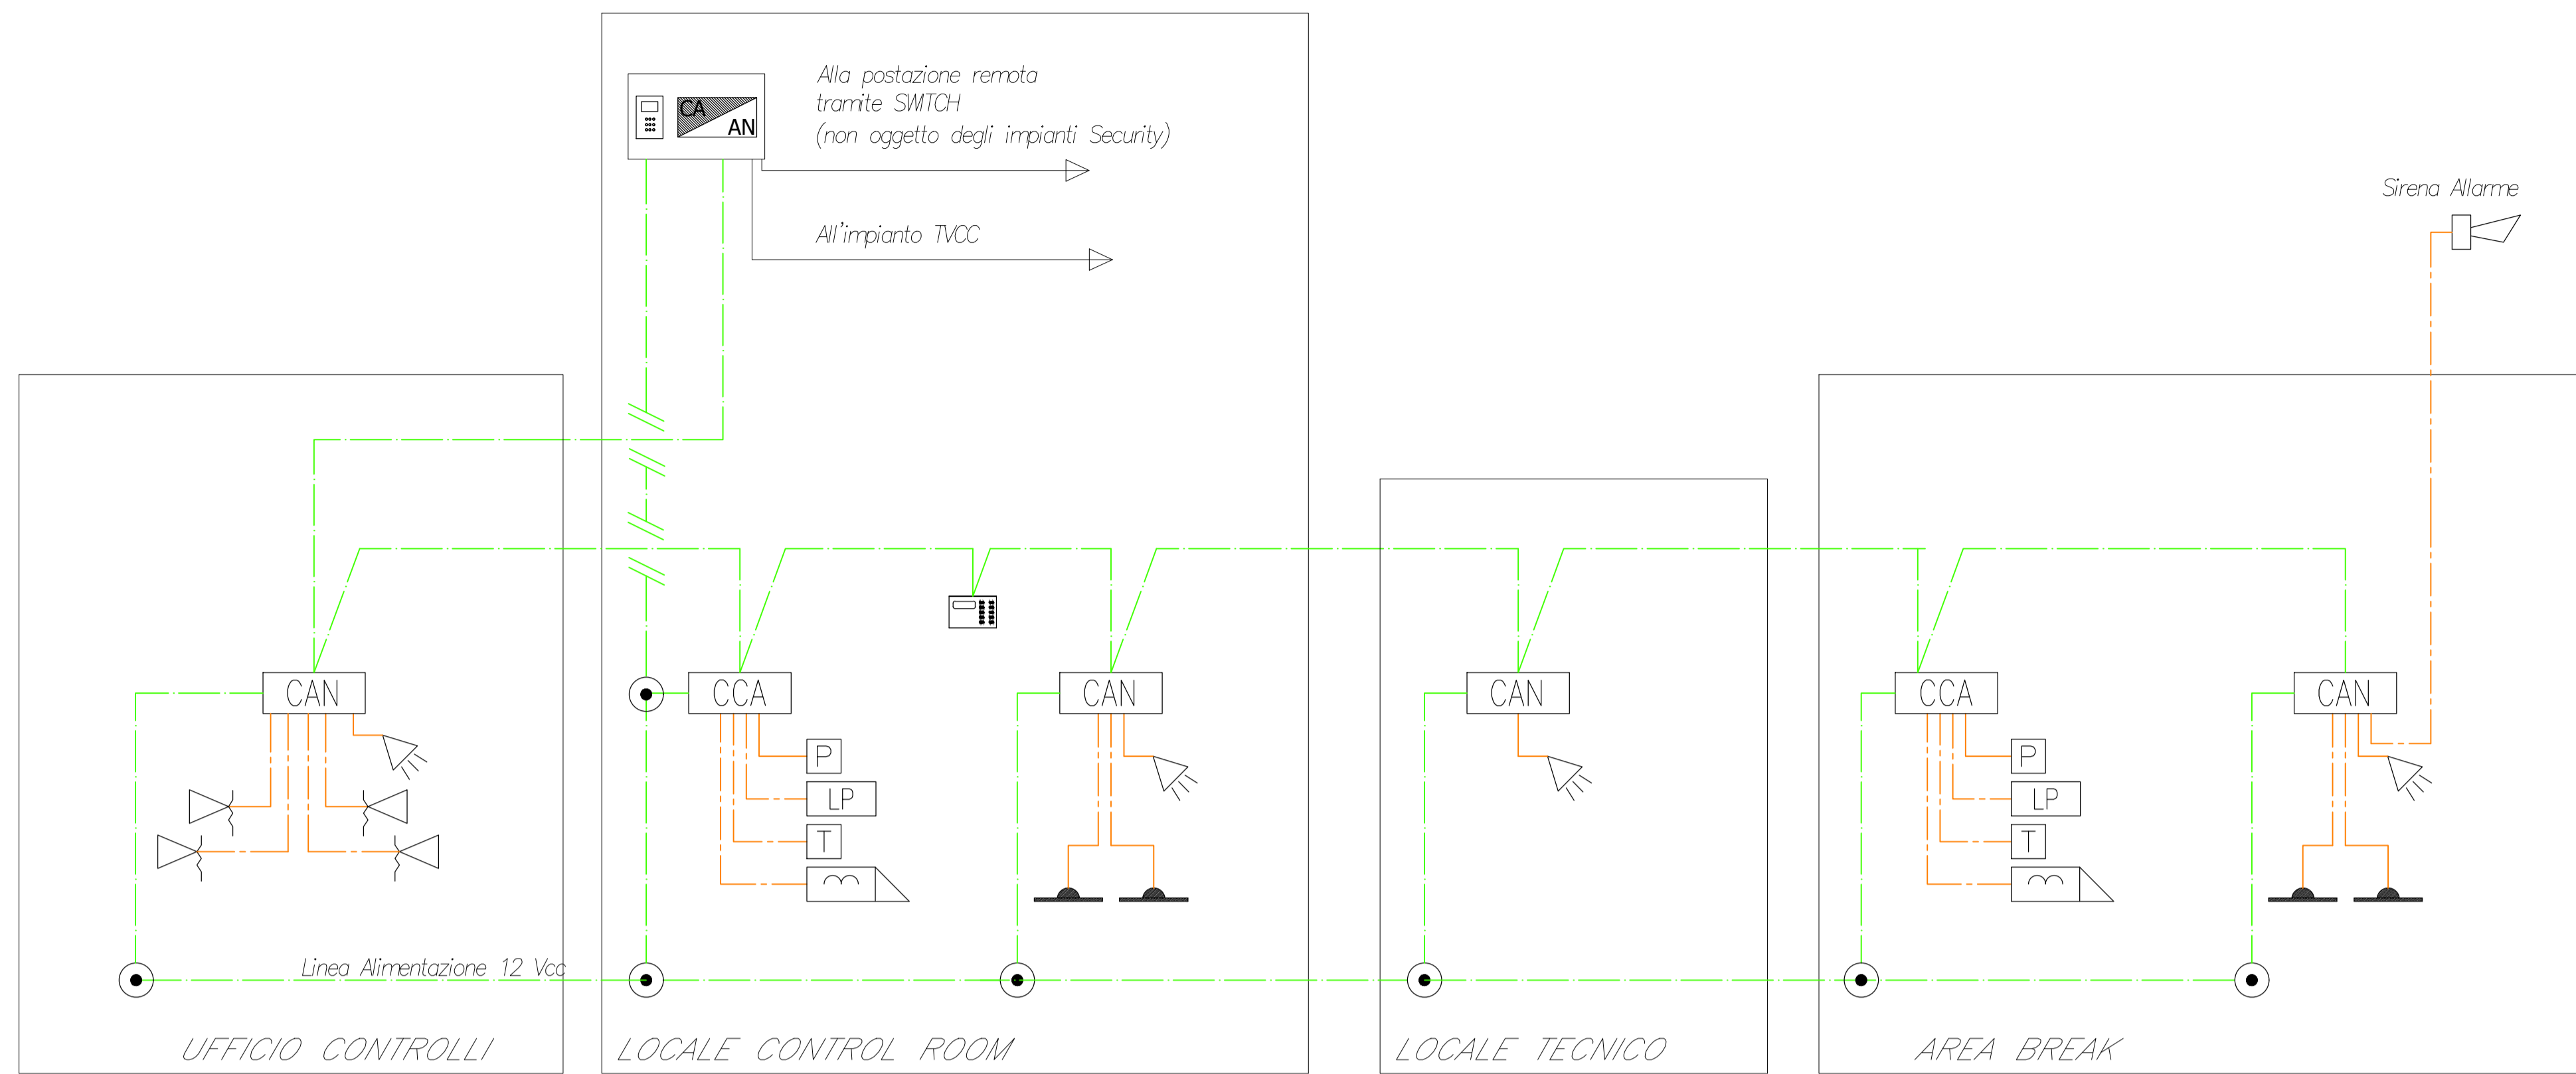 Alla postazione remota
tramite SWITCH
(non oggetto degli impianti Security)
CA
AN
Sirena Allarme
All'impianto TVCC
CAN
CCA
CAN
CAN
CCA
CAN
P
P
LP
LP
T
T
Linea Alimentazione 12 Vcc
UFFICIO CONTROLLI
LOCALE CONTROL ROOM
LOCALE TECNICO
AREA BREAK